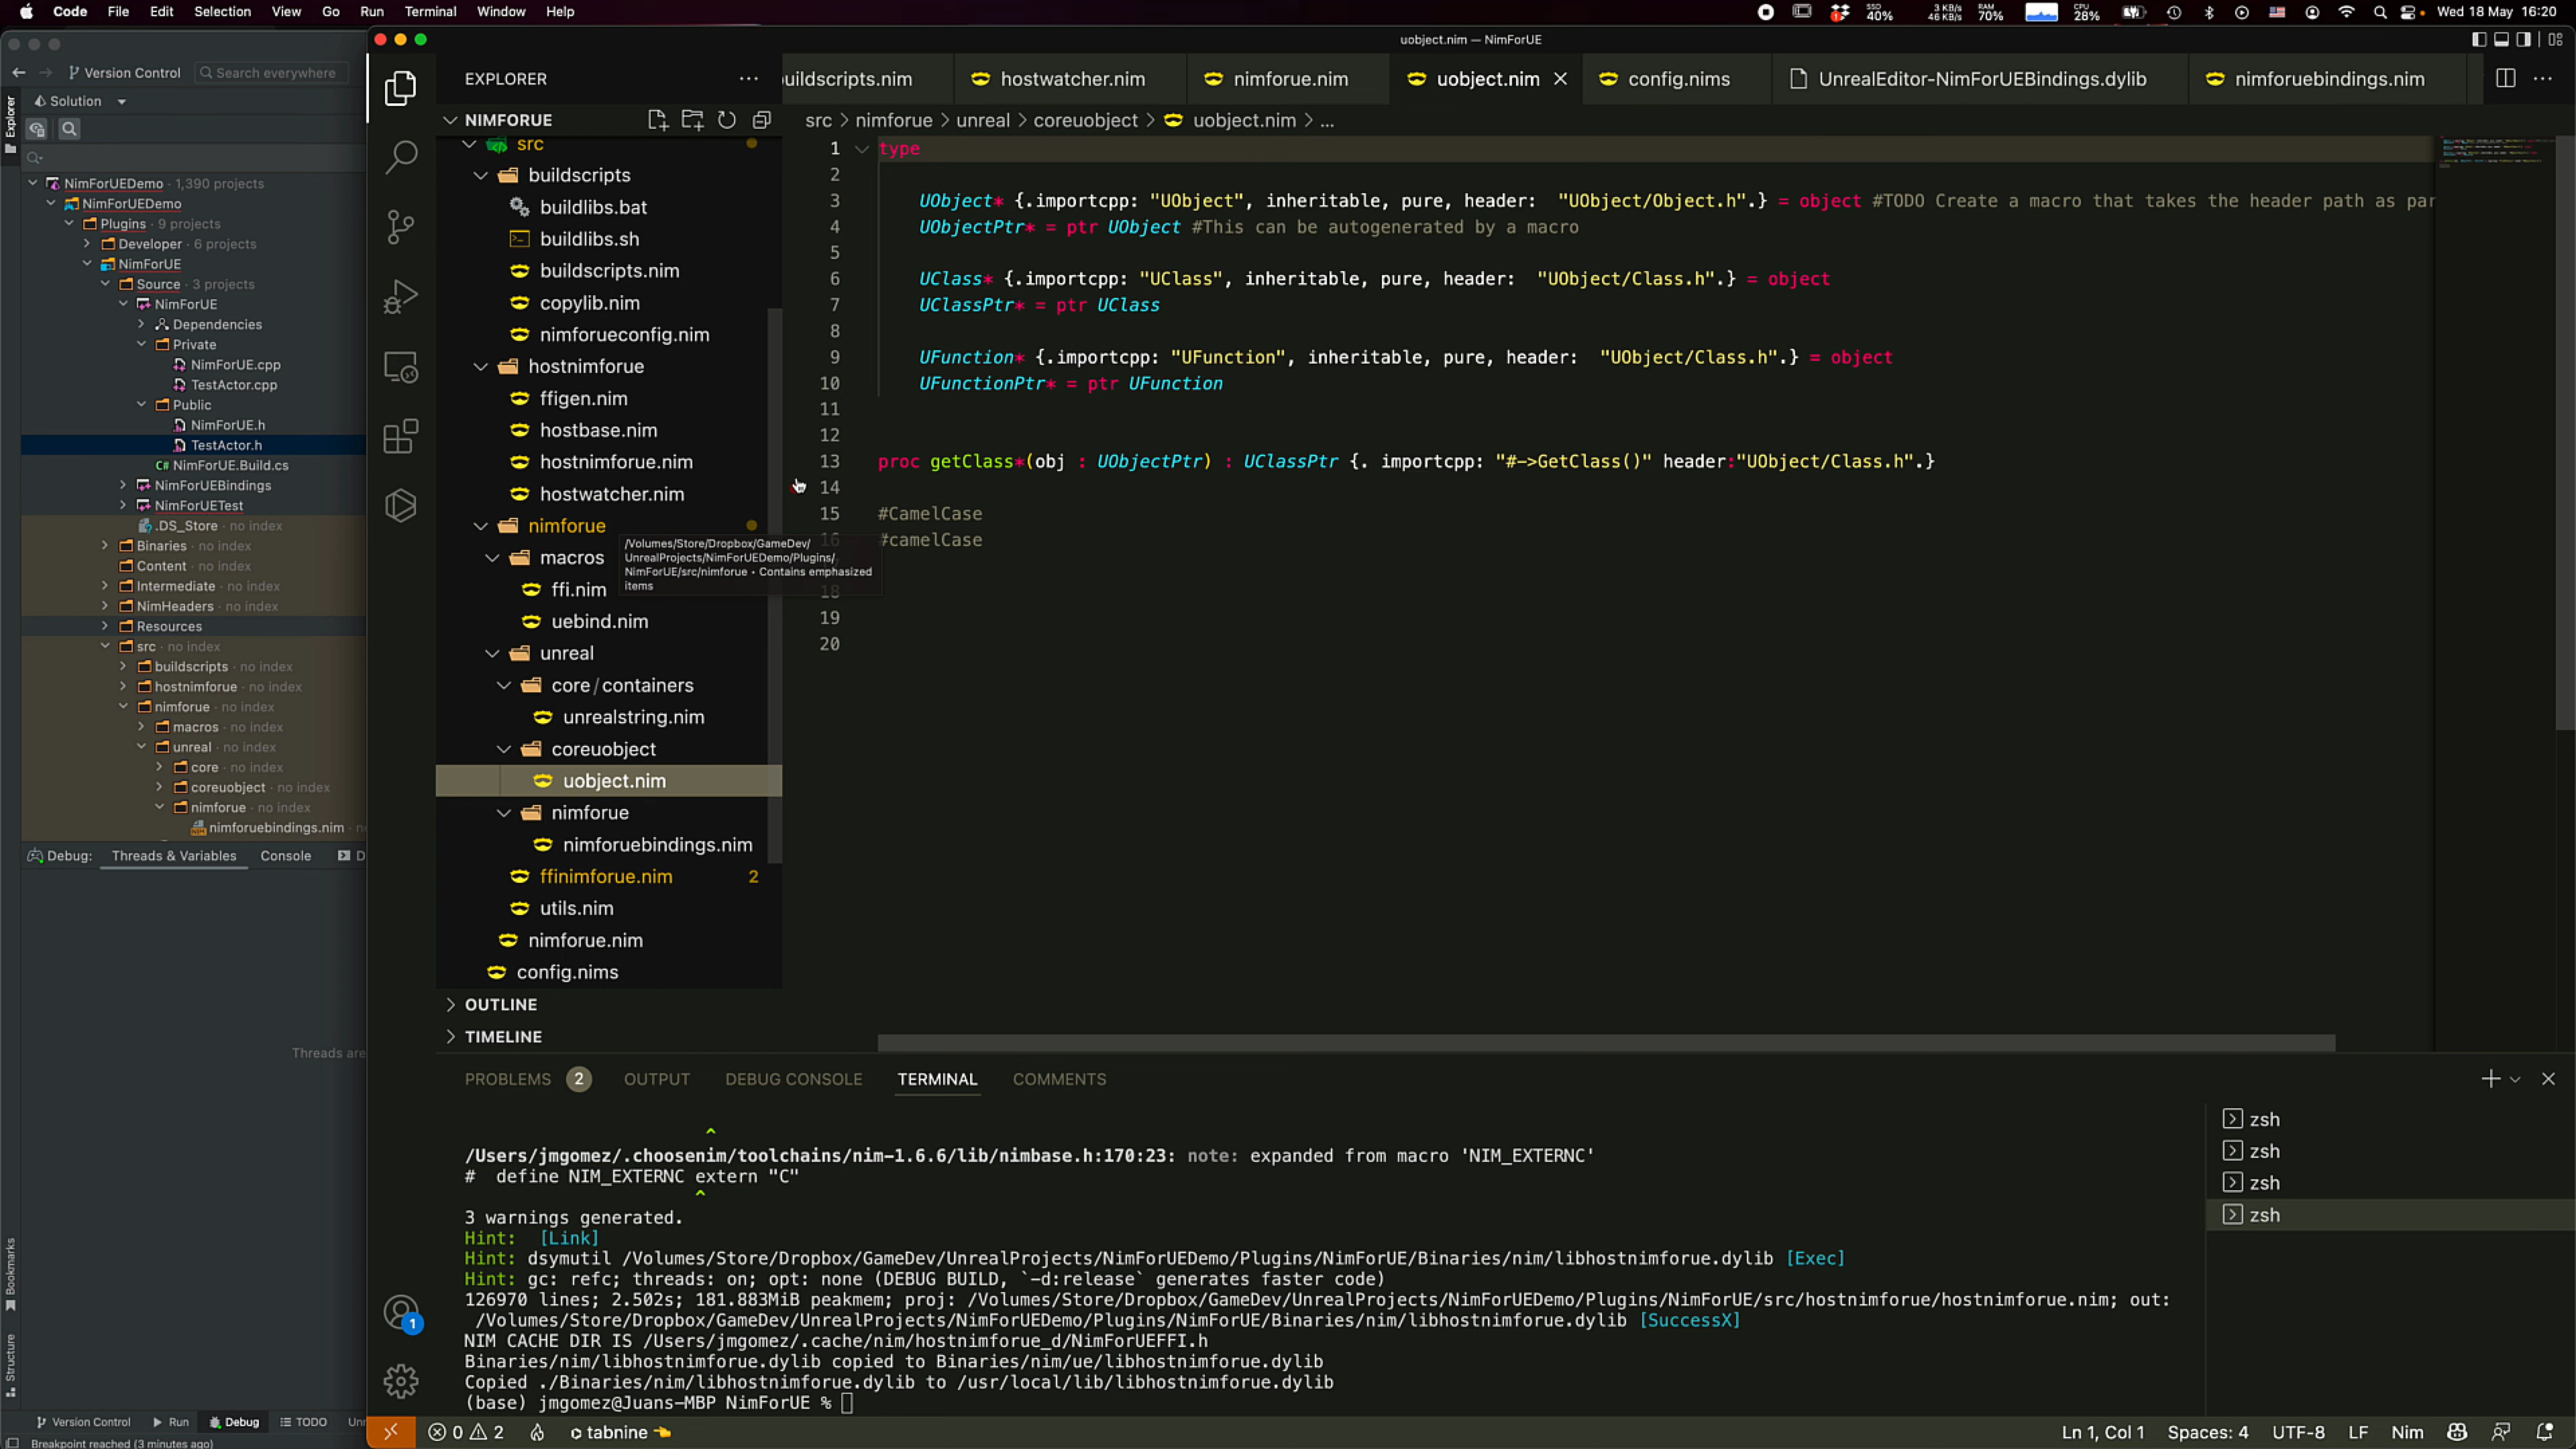 Code File Edit Selection View Go Run Terminal Window Help
SSD 40% 3 KB/s 46 KB/s RAM 70% CPU 28% Wed 18 May 16:20
uobject.nim — NimForUE
Version Control Search everywhere
Solution
Explorer
NimForUEDemo · 1,390 projects
NimForUEDemo
Plugins · 9 projects
Developer · 6 projects
NimForUE
Source · 3 projects
NimForUE
Dependencies
Private
NimForUE.cpp
TestActor.cpp
Public
NimForUE.h
TestActor.h
C# NimForUE.Build.cs
NimForUEBindings
NimForUETest
.DS_Store · no index
Binaries · no index
Content · no index
Intermediate · no index
NimHeaders · no index
Resources
src · no index
buildscripts · no index
hostnimforue · no index
nimforue · no index
macros · no index
unreal · no index
core · no index
coreuobject · no index
nimforue · no index
nimforuebindings.nim
Debug: Threads & Variables Console
Threads are
Bookmarks
Structure
Version Control Run Debug TODO
Breakpoint reached (3 minutes ago)
EXPLORER
NIMFORUE
src
buildscripts
buildlibs.bat
buildlibs.sh
buildscripts.nim
copylib.nim
nimforueconfig.nim
hostnimforue
ffigen.nim
hostbase.nim
hostnimforue.nim
hostwatcher.nim
nimforue
macros
ffi.nim
uebind.nim
unreal
core/containers
unrealstring.nim
coreuobject
uobject.nim
nimforue
nimforuebindings.nim
ffinimforue.nim 2
utils.nim
nimforue.nim
config.nims
OUTLINE
TIMELINE
/Volumes/Store/Dropbox/GameDev/
UnrealProjects/NimForUEDemo/Plugins/
NimForUE/src/nimforue • Contains emphasized
items
uildscripts.nim hostwatcher.nim nimforue.nim uobject.nim config.nims UnrealEditor-NimForUEBindings.dylib nimforuebindings.nim
src > nimforue > unreal > coreuobject > uobject.nim > ...
1 type
2
3 UObject* {.importcpp: "UObject", inheritable, pure, header: "UObject/Object.h".} = object #TODO Create a macro that takes the header path as par
4 UObjectPtr* = ptr UObject #This can be autogenerated by a macro
5
6 UClass* {.importcpp: "UClass", inheritable, pure, header: "UObject/Class.h".} = object
7 UClassPtr* = ptr UClass
8
9 UFunction* {.importcpp: "UFunction", inheritable, pure, header: "UObject/Class.h".} = object
10 UFunctionPtr* = ptr UFunction
11
12
13 proc getClass*(obj : UObjectPtr) : UClassPtr {. importcpp: "#->GetClass()" header:"UObject/Class.h".}
14
15 #CamelCase
16 #camelCase
18
19
20
PROBLEMS 2 OUTPUT DEBUG CONSOLE TERMINAL COMMENTS
^
/Users/jmgomez/.choosenim/toolchains/nim-1.6.6/lib/nimbase.h:170:23: note: expanded from macro 'NIM_EXTERNC'
# define NIM_EXTERNC extern "C"
^
3 warnings generated.
Hint: [Link]
Hint: dsymutil /Volumes/Store/Dropbox/GameDev/UnrealProjects/NimForUEDemo/Plugins/NimForUE/Binaries/nim/libhostnimforue.dylib [Exec]
Hint: gc: refc; threads: on; opt: none (DEBUG BUILD, `-d:release` generates faster code)
126970 lines; 2.502s; 181.883MiB peakmem; proj: /Volumes/Store/Dropbox/GameDev/UnrealProjects/NimForUEDemo/Plugins/NimForUE/src/hostnimforue/hostnimforue.nim; out:
/Volumes/Store/Dropbox/GameDev/UnrealProjects/NimForUEDemo/Plugins/NimForUE/Binaries/nim/libhostnimforue.dylib [SuccessX]
NIM CACHE DIR IS /Users/jmgomez/.cache/nim/hostnimforue_d/NimForUEFFI.h
Binaries/nim/libhostnimforue.dylib copied to Binaries/nim/ue/libhostnimforue.dylib
Copied ./Binaries/nim/libhostnimforue.dylib to /usr/local/lib/libhostnimforue.dylib
(base) jmgomez@Juans-MBP NimForUE %
zsh
zsh
zsh
zsh
1
0 2 tabnine Ln 1, Col 1 Spaces: 4 UTF-8 LF Nim